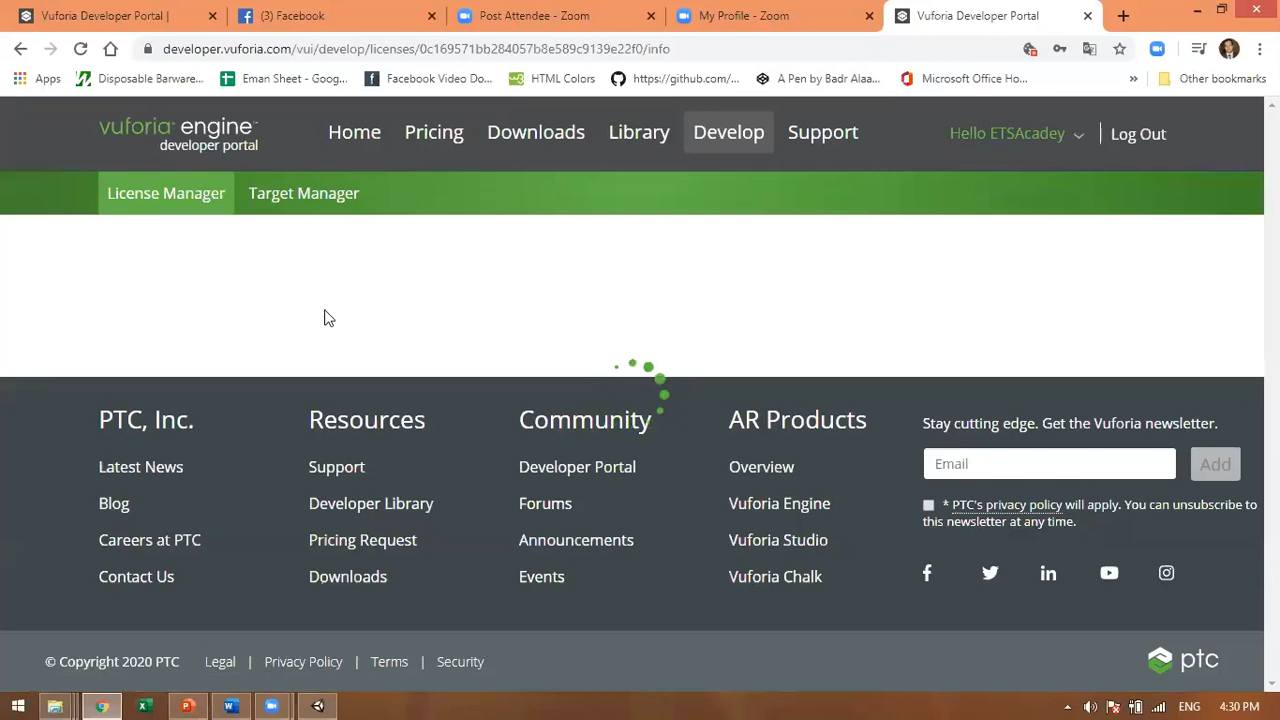 Vuforia Developer Portal |
(3) Facebook
Post Attendee - Zoom
My Profile - Zoom
Vuforia Developer Portal
developer.vuforia.com/vui/develop/licenses/0c169571bb284057b8e589c9139e22f0/info
Apps
Disposable Barware...
Eman Sheet - Goog...
Facebook Video Do...
HTML Colors
https://github.com/...
A Pen by Badr Alaa...
Microsoft Office Ho...
»
Other bookmarks
vuforia engine™
developer portal
Home
Pricing
Downloads
Library
Develop
Support
Hello ETSAcadey
Log Out
License Manager
Target Manager
PTC, Inc.
Latest News
Blog
Careers at PTC
Contact Us
Resources
Support
Developer Library
Pricing Request
Downloads
Community
Developer Portal
Forums
Announcements
Events
AR Products
Overview
Vuforia Engine
Vuforia Studio
Vuforia Chalk
Stay cutting edge. Get the Vuforia newsletter.
Email
Add
* PTC's privacy policy will apply. You can unsubscribe to
this newsletter at any time.
© Copyright 2020 PTC | Legal | Privacy Policy | Terms | Security
ptc
ENG
4:30 PM